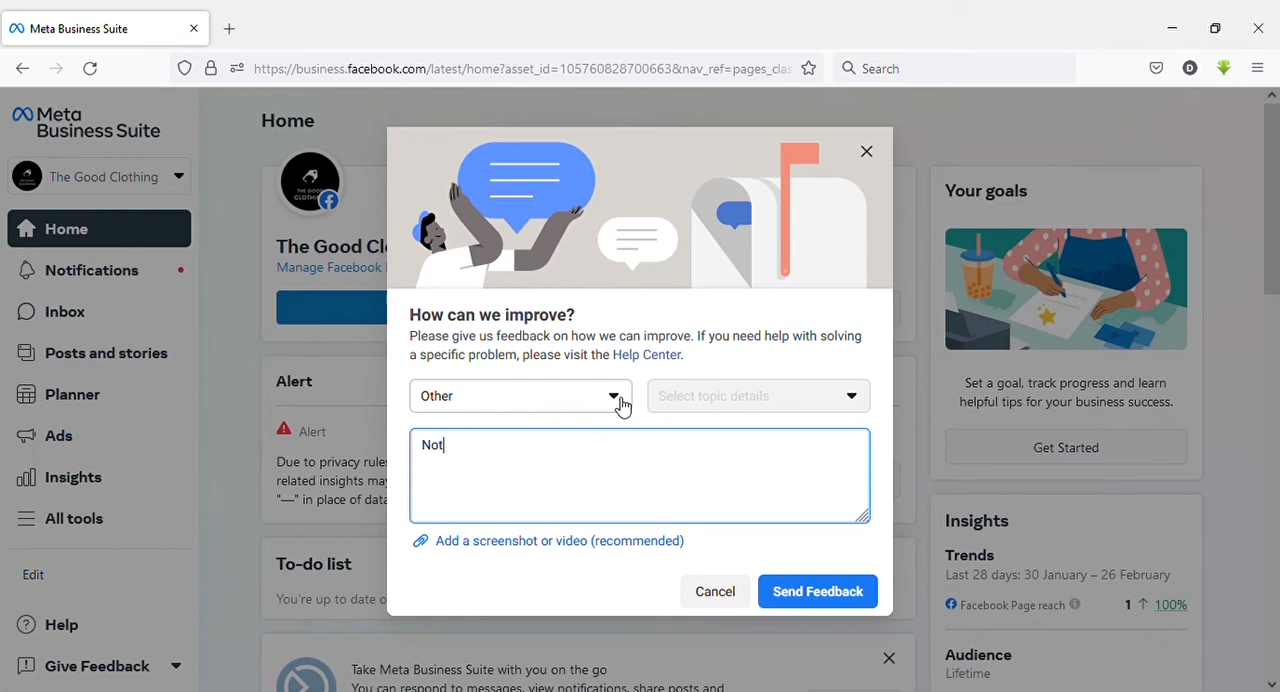 Meta Business Suite
https://business.facebook.com/latest/home?asset_id=105760828700663&nav_ref=pages_clas
Search
D
Meta
Business Suite
The Good Clothing
Home
Notifications
Inbox
Posts and stories
Planner
Ads
Insights
All tools
Edit
Help
Give Feedback
Home
The Good Cl
Manage Facebook
Alert
Alert
Due to privacy rules
related insights may
"—" in place of data
To-do list
You're up to date o
Take Meta Business Suite with you on the go
You can respond to messages, view notifications, share posts and
How can we improve?
Please give us feedback on how we can improve. If you need help with solving
a specific problem, please visit the Help Center.
Other
Select topic details
Not
Add a screenshot or video (recommended)
Cancel
Send Feedback
Your goals
Set a goal, track progress and learn
helpful tips for your business success.
Get Started
Insights
Trends
Last 28 days: 30 January – 26 February
Facebook Page reach 1 ↑ 100%
Audience
Lifetime